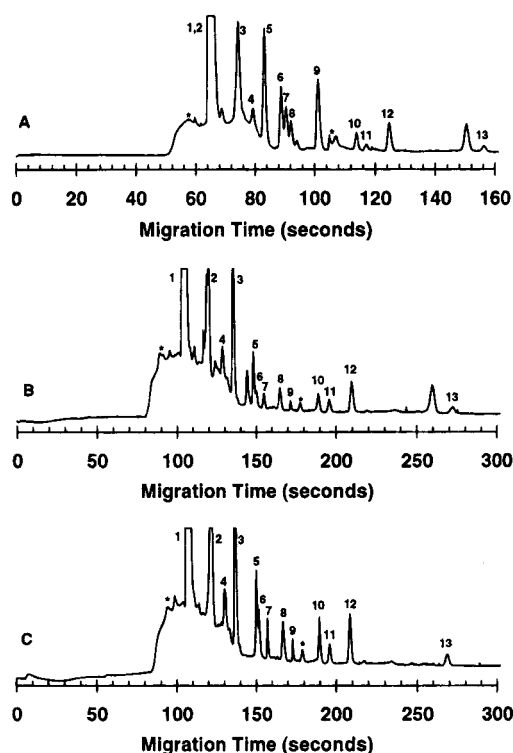 1,2 3 5
6 9
4 7
* 8 12
A * 10
11 13
0 20 40 60 80 100 120 140 160
Migration Time (seconds)
1 2 3
4 5
* 12
B 6 8
7 10
9 * 11 13
0 50 100 150 200 250 300
Migration Time (seconds)
1 2 3
5
4 6
* 7 8 10 12
C 9 11 13
*
0 50 100 150 200 250 300
Migration Time (seconds)